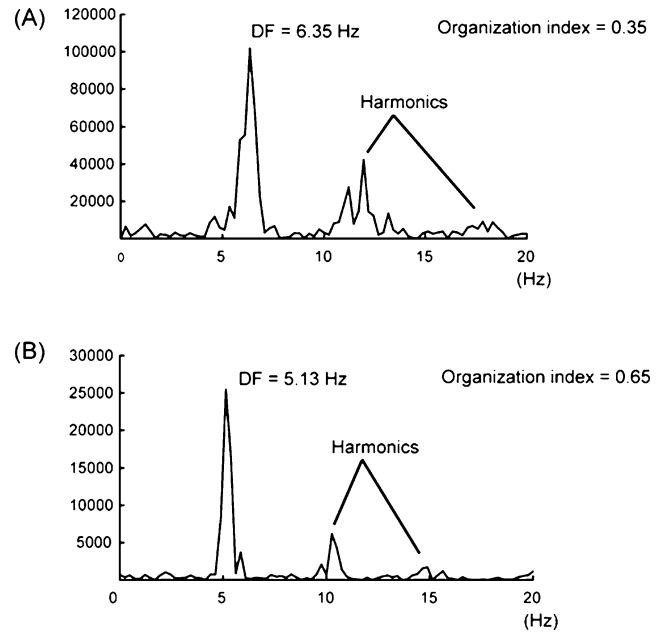 (A)
120000
DF = 6.35 Hz
Organization index = 0.35
100000
80000
Harmonics
60000
40000
20000
0
5
10
15
20
(Hz)
(B)
30000
DF = 5.13 Hz
Organization index = 0.65
25000
20000
Harmonics
15000
10000
5000
0
5
10
15
20
(Hz)